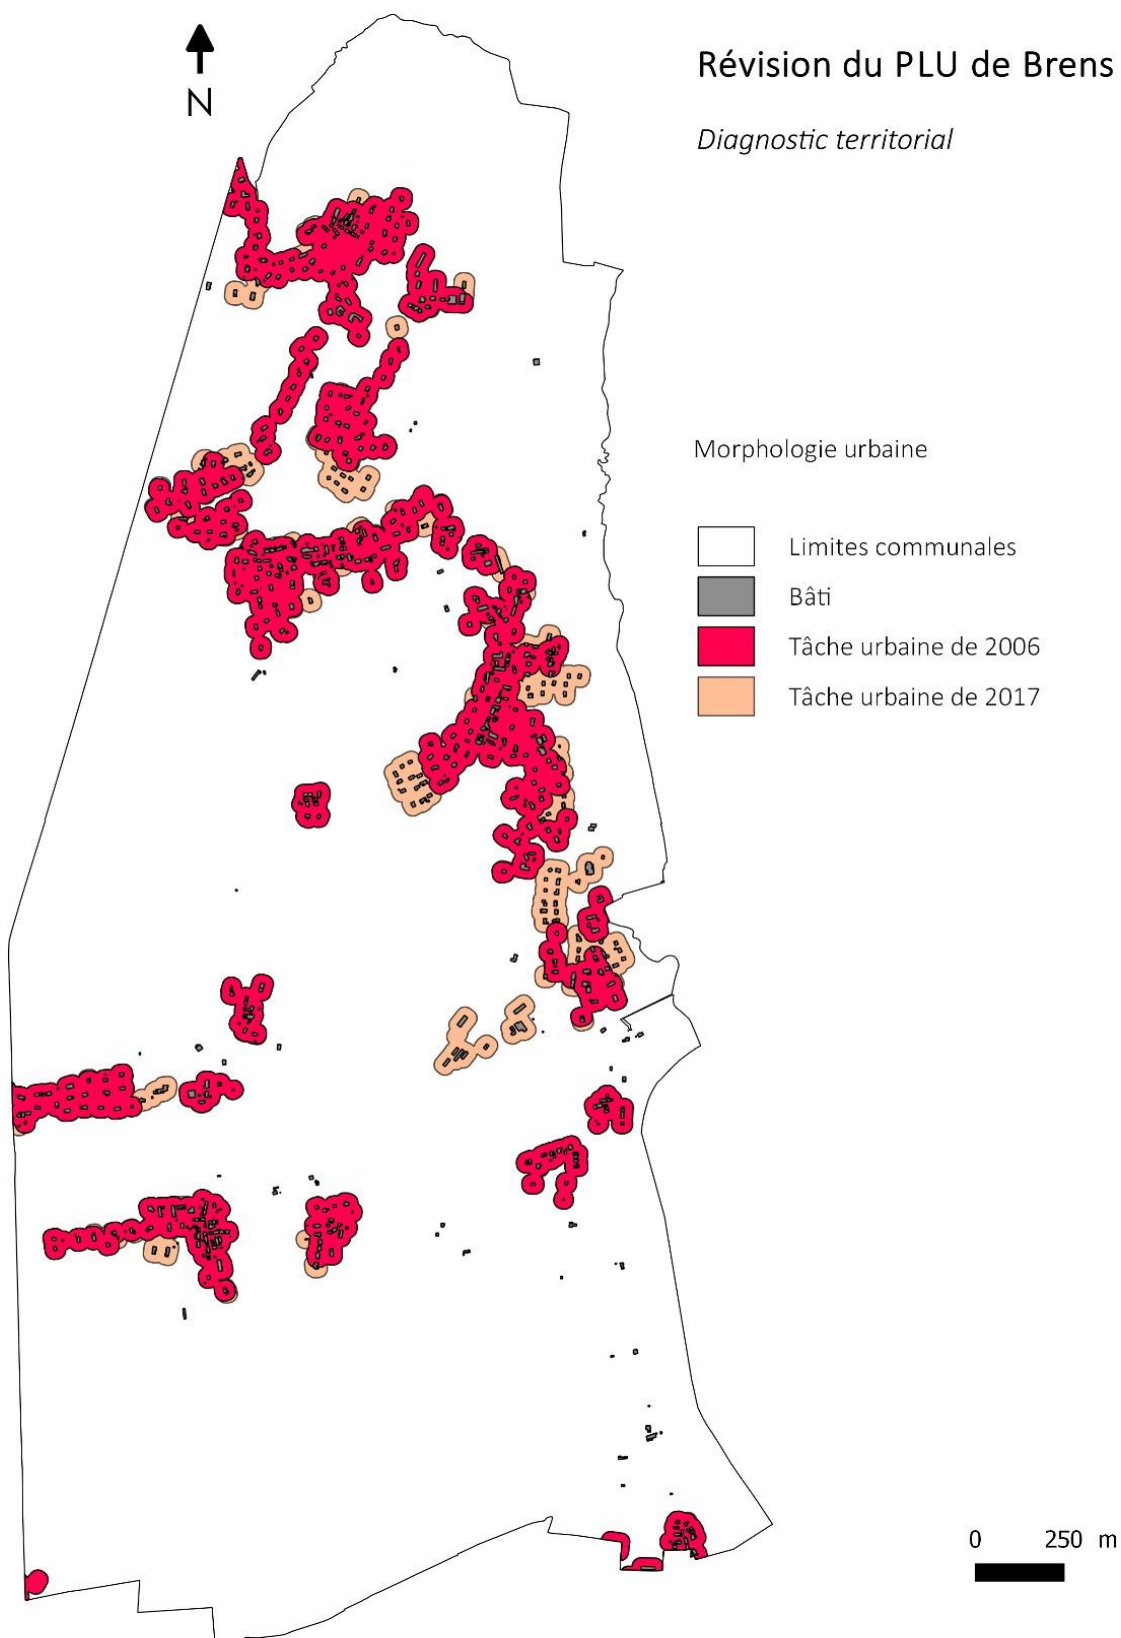 Révision du PLU de Brens
N
Diagnostic territorial
Morphologie urbaine
Limites communales
Bâti
Tâche urbaine de 2006
Tâche urbaine de 2017
0 250 m